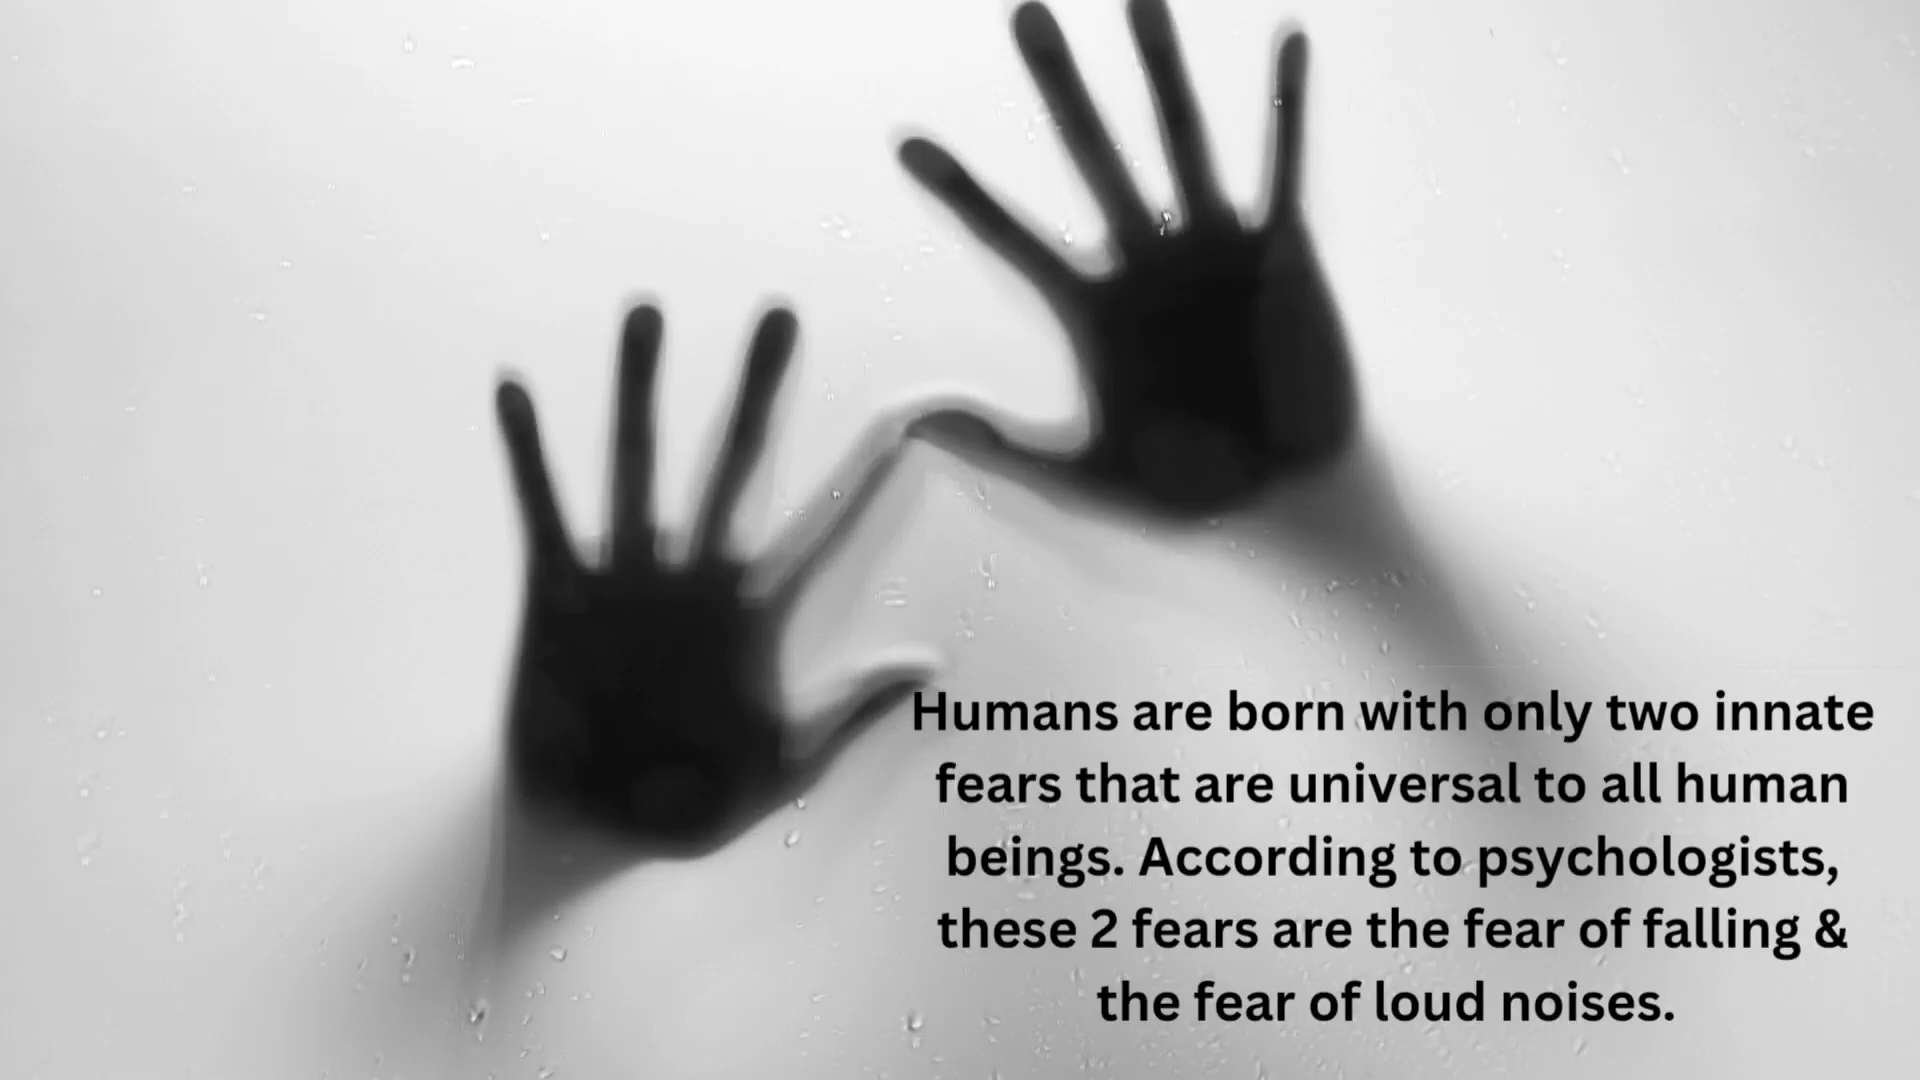 Humans are born with only two innate
fears that are universal to all human
beings. According to psychologists,
these 2 fears are the fear of falling &
the fear of loud noises.